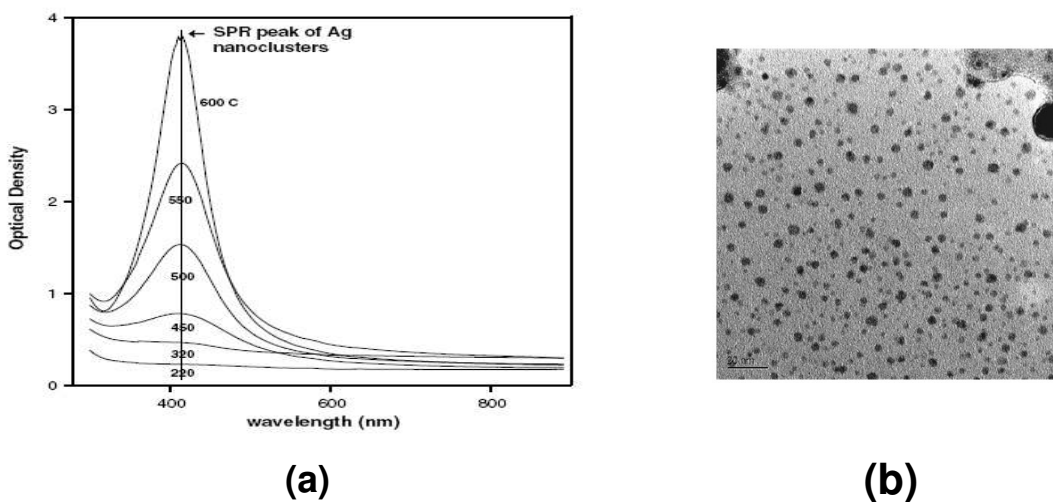 4
3
2
1
0
Optical Density
SPR peak of Ag
nanoclusters
600 C
550
500
450
320
220
400
600
800
wavelength (nm)
(a)
(b)